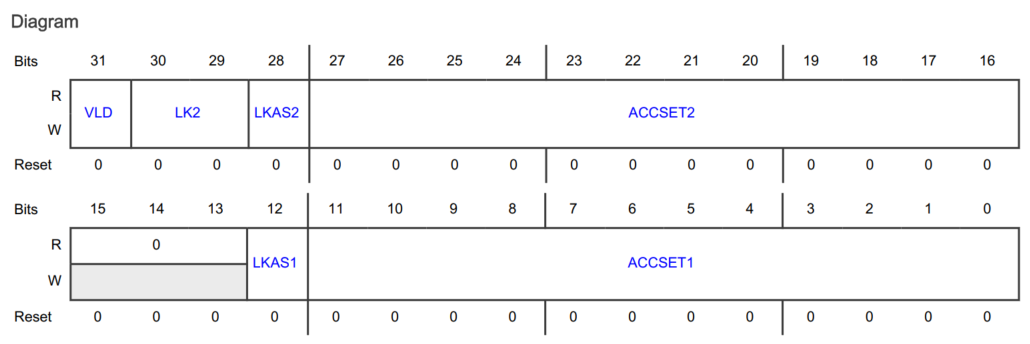 Diagram
Bits 31 30 29 28 27 26 25 24 23 22 21 20 19 18 17 16
R
VLD LK2 LKAS2 ACCSET2
W
Reset 0 0 0 0 0 0 0 0 0 0 0 0 0 0 0 0
Bits 15 14 13 12 11 10 9 8 7 6 5 4 3 2 1 0
R 0
LKAS1 ACCSET1
W
Reset 0 0 0 0 0 0 0 0 0 0 0 0 0 0 0 0